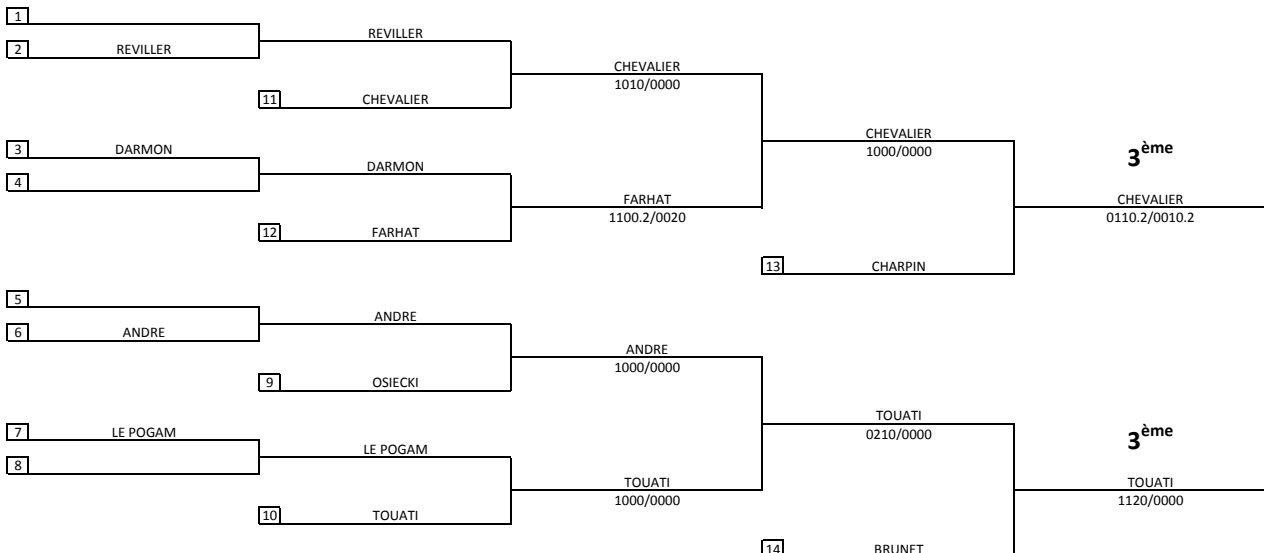 1
2 REVILLER
REVILLER
11 CHEVALIER
CHEVALIER
1010/0000
3 DARMON
4
DARMON
12 FARHAT
FARHAT
1100.2/0020
CHEVALIER
1000/0000
13 CHARPIN
3ème
CHEVALIER
0110.2/0010.2
5
6 ANDRE
ANDRE
9 OSIECKI
ANDRE
1000/0000
7 LE POGAM
8
LE POGAM
10 TOUATI
TOUATI
1000/0000
TOUATI
0210/0000
14 BRUNET
3ème
TOUATI
1120/0000